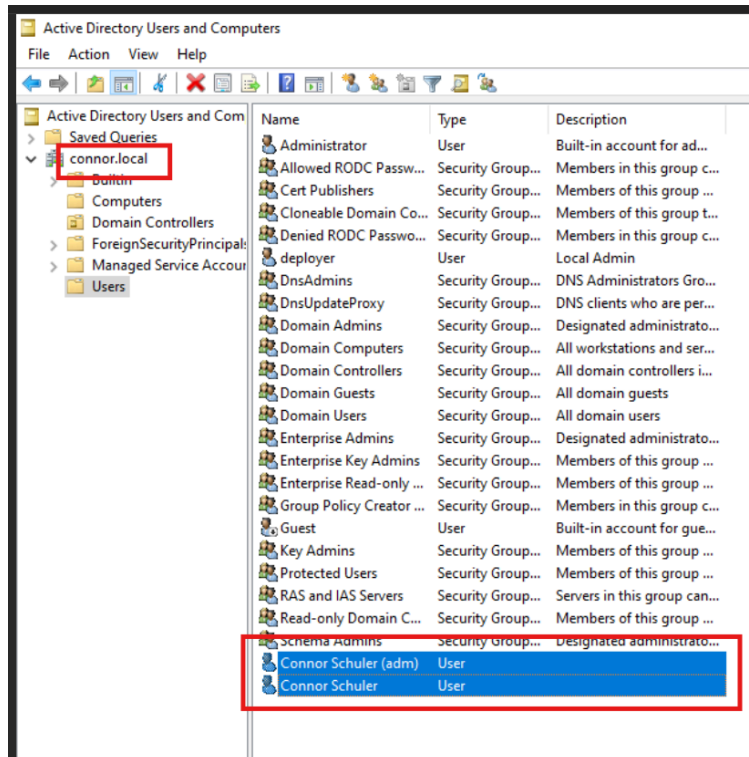 Active Directory Users and Computers
File Action View Help
Active Directory Users and Com
Saved Queries
connor.local
Builtin
Computers
Domain Controllers
ForeignSecurityPrincipals
Managed Service Accour
Users
Name Type Description
Administrator User Built-in account for ad...
Allowed RODC Passw... Security Group... Members in this group c...
Cert Publishers Security Group... Members of this group ...
Cloneable Domain Co... Security Group... Members of this group t...
Denied RODC Passwo... Security Group... Members in this group c...
deployer User Local Admin
DnsAdmins Security Group... DNS Administrators Gro...
DnsUpdateProxy Security Group... DNS clients who are per...
Domain Admins Security Group... Designated administrato...
Domain Computers Security Group... All workstations and ser...
Domain Controllers Security Group... All domain controllers i...
Domain Guests Security Group... All domain guests
Domain Users Security Group... All domain users
Enterprise Admins Security Group... Designated administrato...
Enterprise Key Admins Security Group... Members of this group ...
Enterprise Read-only ... Security Group... Members of this group ...
Group Policy Creator ... Security Group... Members in this group c...
Guest User Built-in account for gue...
Key Admins Security Group... Members of this group ...
Protected Users Security Group... Members of this group ...
RAS and IAS Servers Security Group... Servers in this group can...
Read-only Domain C... Security Group... Members of this group ...
Schema Admins Security Group... Designated administrato...
Connor Schuler (adm) User
Connor Schuler User